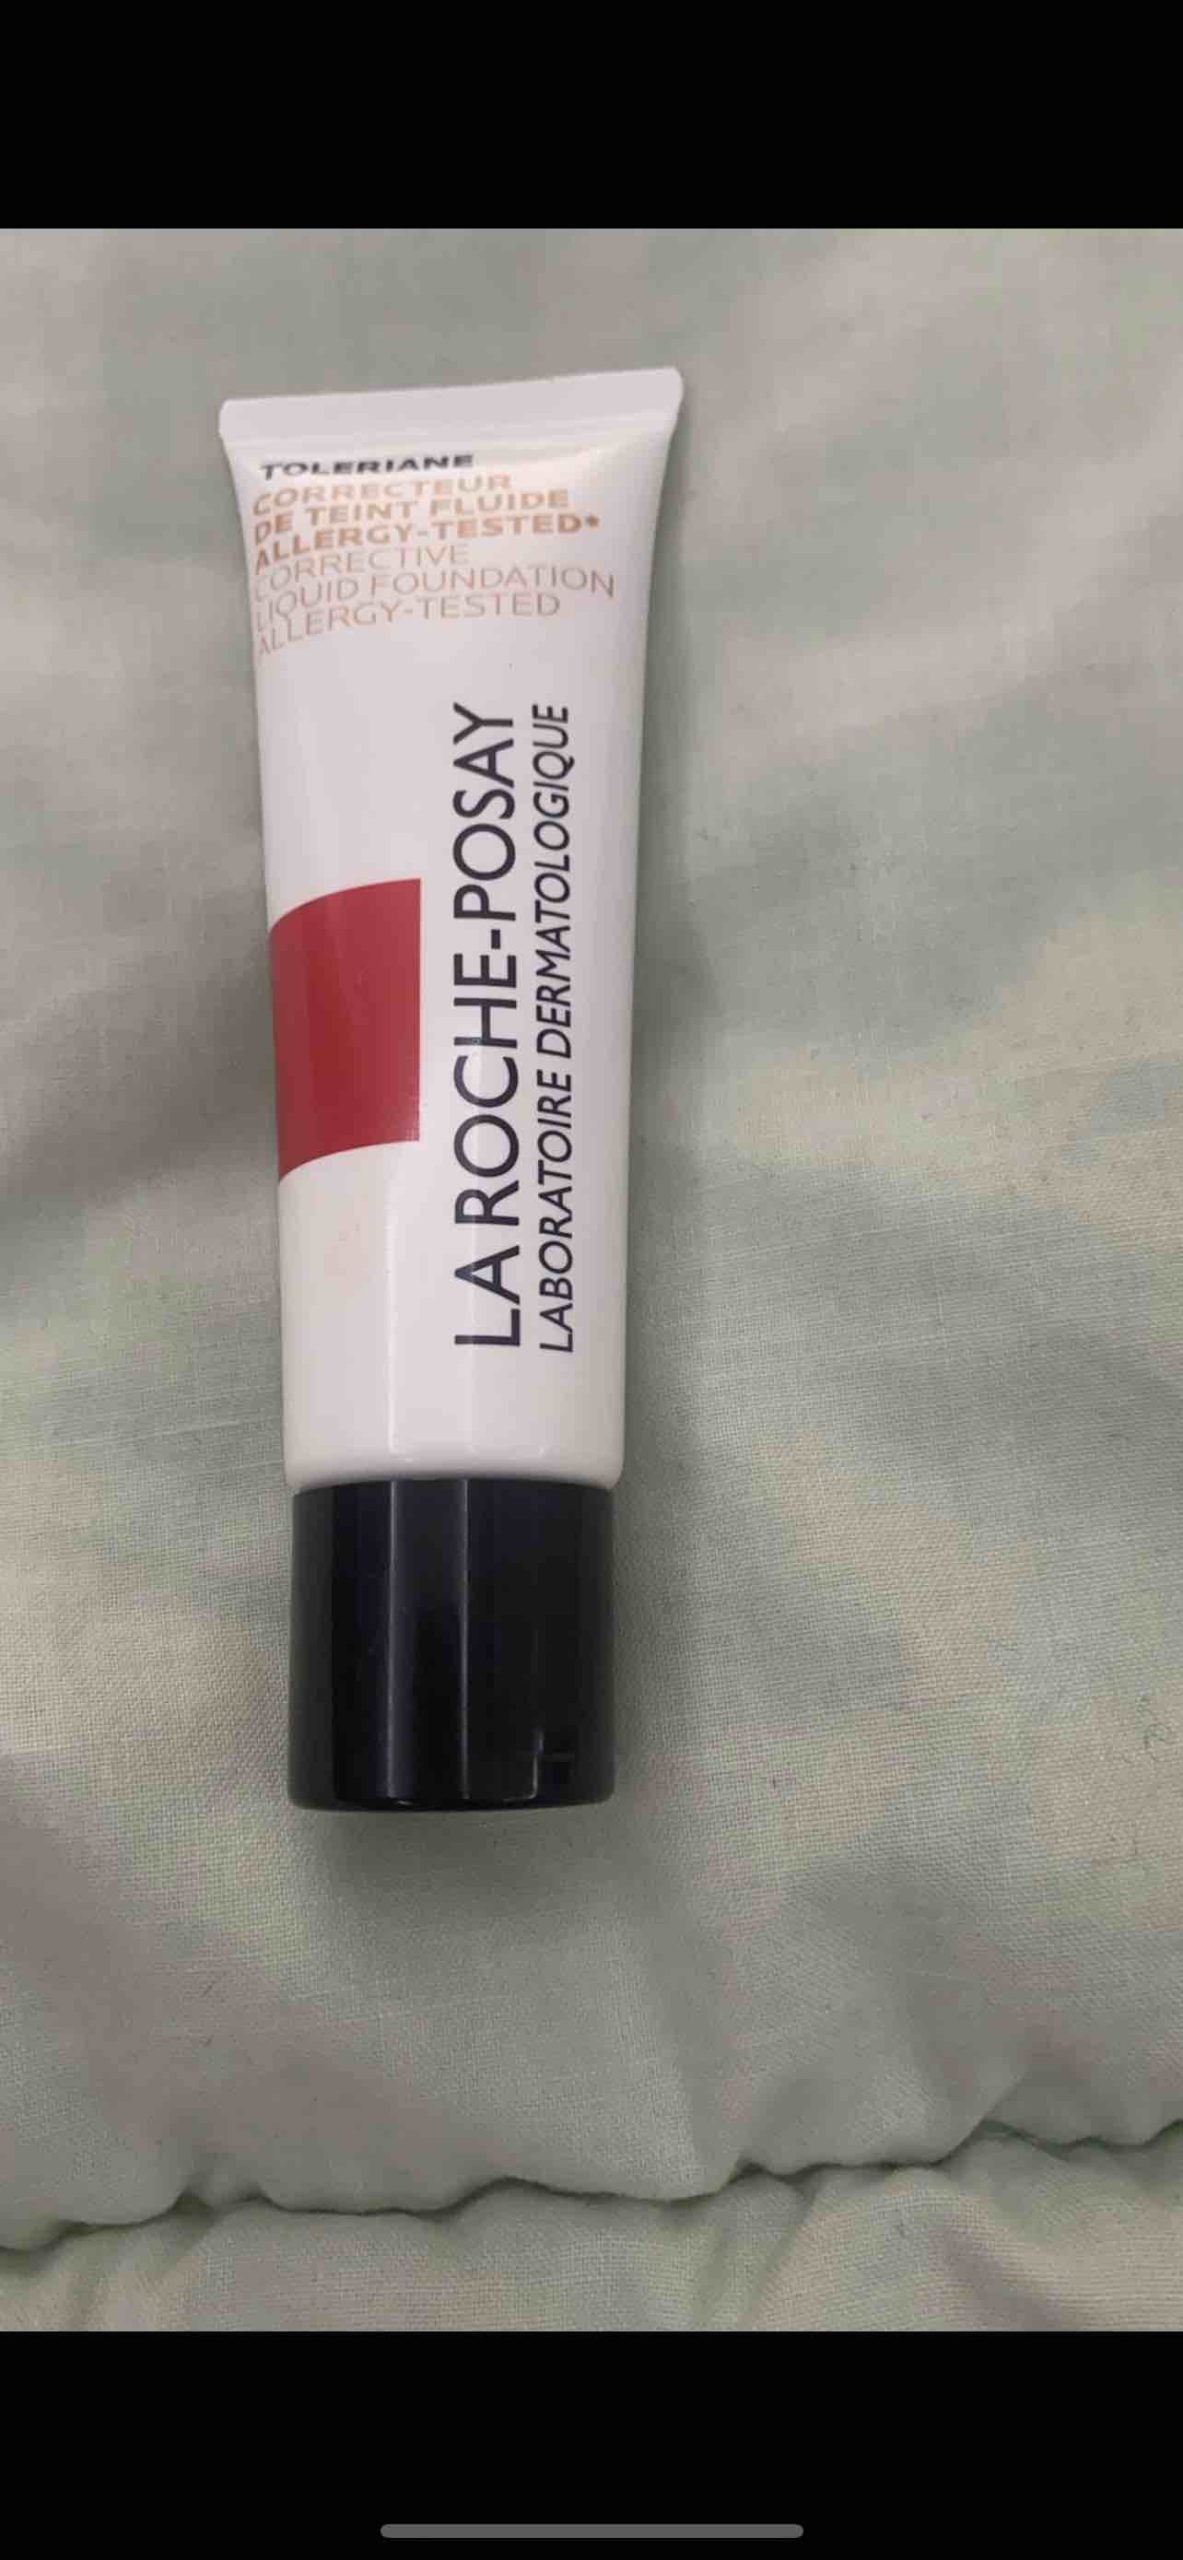 TOLERIANE
CORRECTEUR
DE TEINT FLUIDE
ALLERGY-TESTED*
CORRECTIVE
LIQUID FOUNDATION
ALLERGY-TESTED
LA ROCHE-POSAY
LABORATOIRE DERMATOLOGIQUE